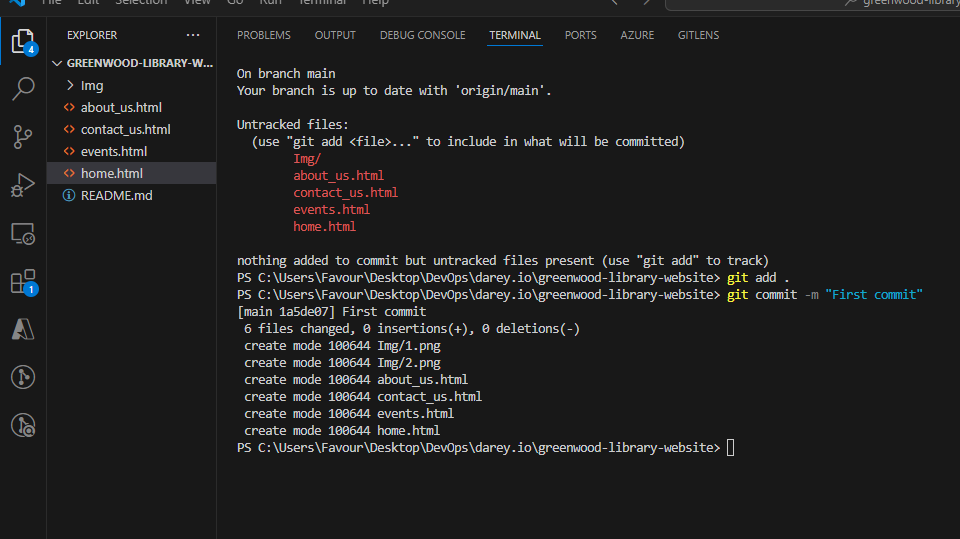 File Edit Selection View Go Run Terminal Help
greenwood-library
EXPLORER ...
PROBLEMS OUTPUT DEBUG CONSOLE TERMINAL PORTS AZURE GITLENS
GREENWOOD-LIBRARY-W...
Img
about_us.html
contact_us.html
events.html
home.html
README.md
4
1
On branch main
Your branch is up to date with 'origin/main'.
Untracked files:
(use "git add <file>..." to include in what will be committed)
Img/
about_us.html
contact_us.html
events.html
home.html
nothing added to commit but untracked files present (use "git add" to track)
PS C:\Users\Favour\Desktop\DevOps\darey.io\greenwood-library-website> git add .
PS C:\Users\Favour\Desktop\DevOps\darey.io\greenwood-library-website> git commit -m "First commit"
[main 1a5de07] First commit
6 files changed, 0 insertions(+), 0 deletions(-)
create mode 100644 Img/1.png
create mode 100644 Img/2.png
create mode 100644 about_us.html
create mode 100644 contact_us.html
create mode 100644 events.html
create mode 100644 home.html
PS C:\Users\Favour\Desktop\DevOps\darey.io\greenwood-library-website>